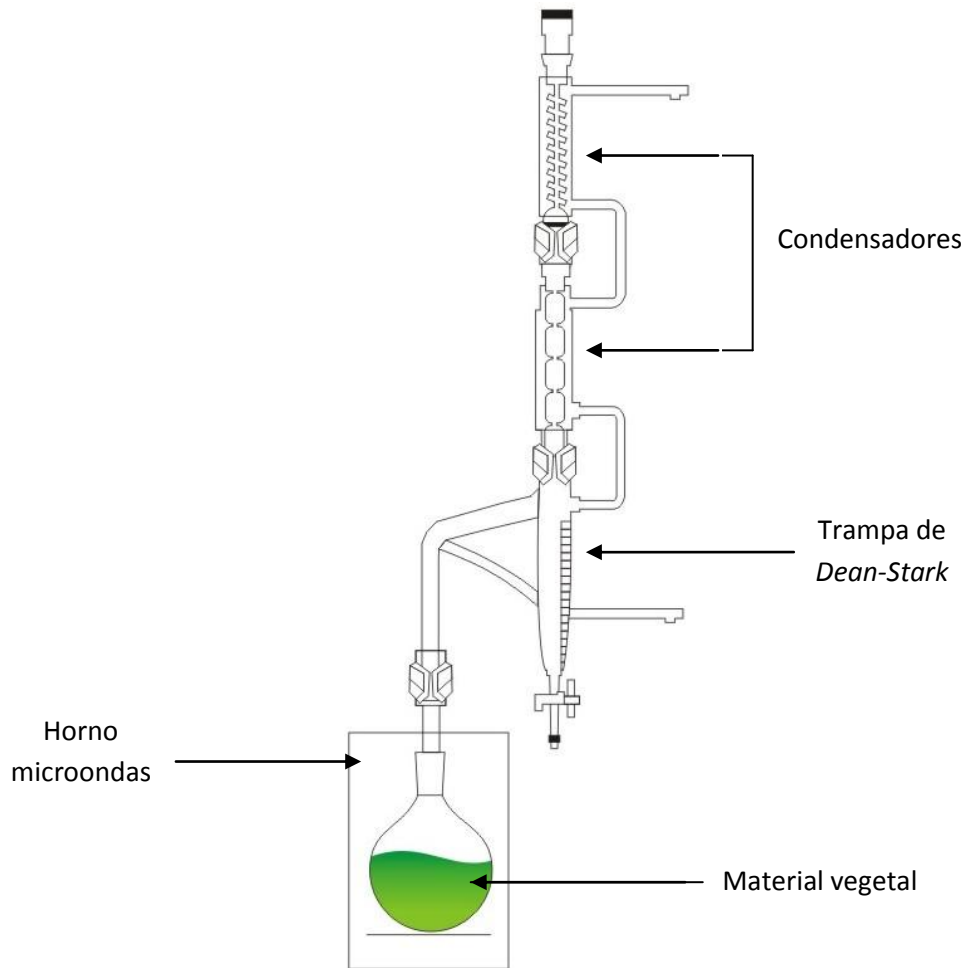 Condensadores
Trampa de
Dean-Stark
Horno
microondas
Material vegetal